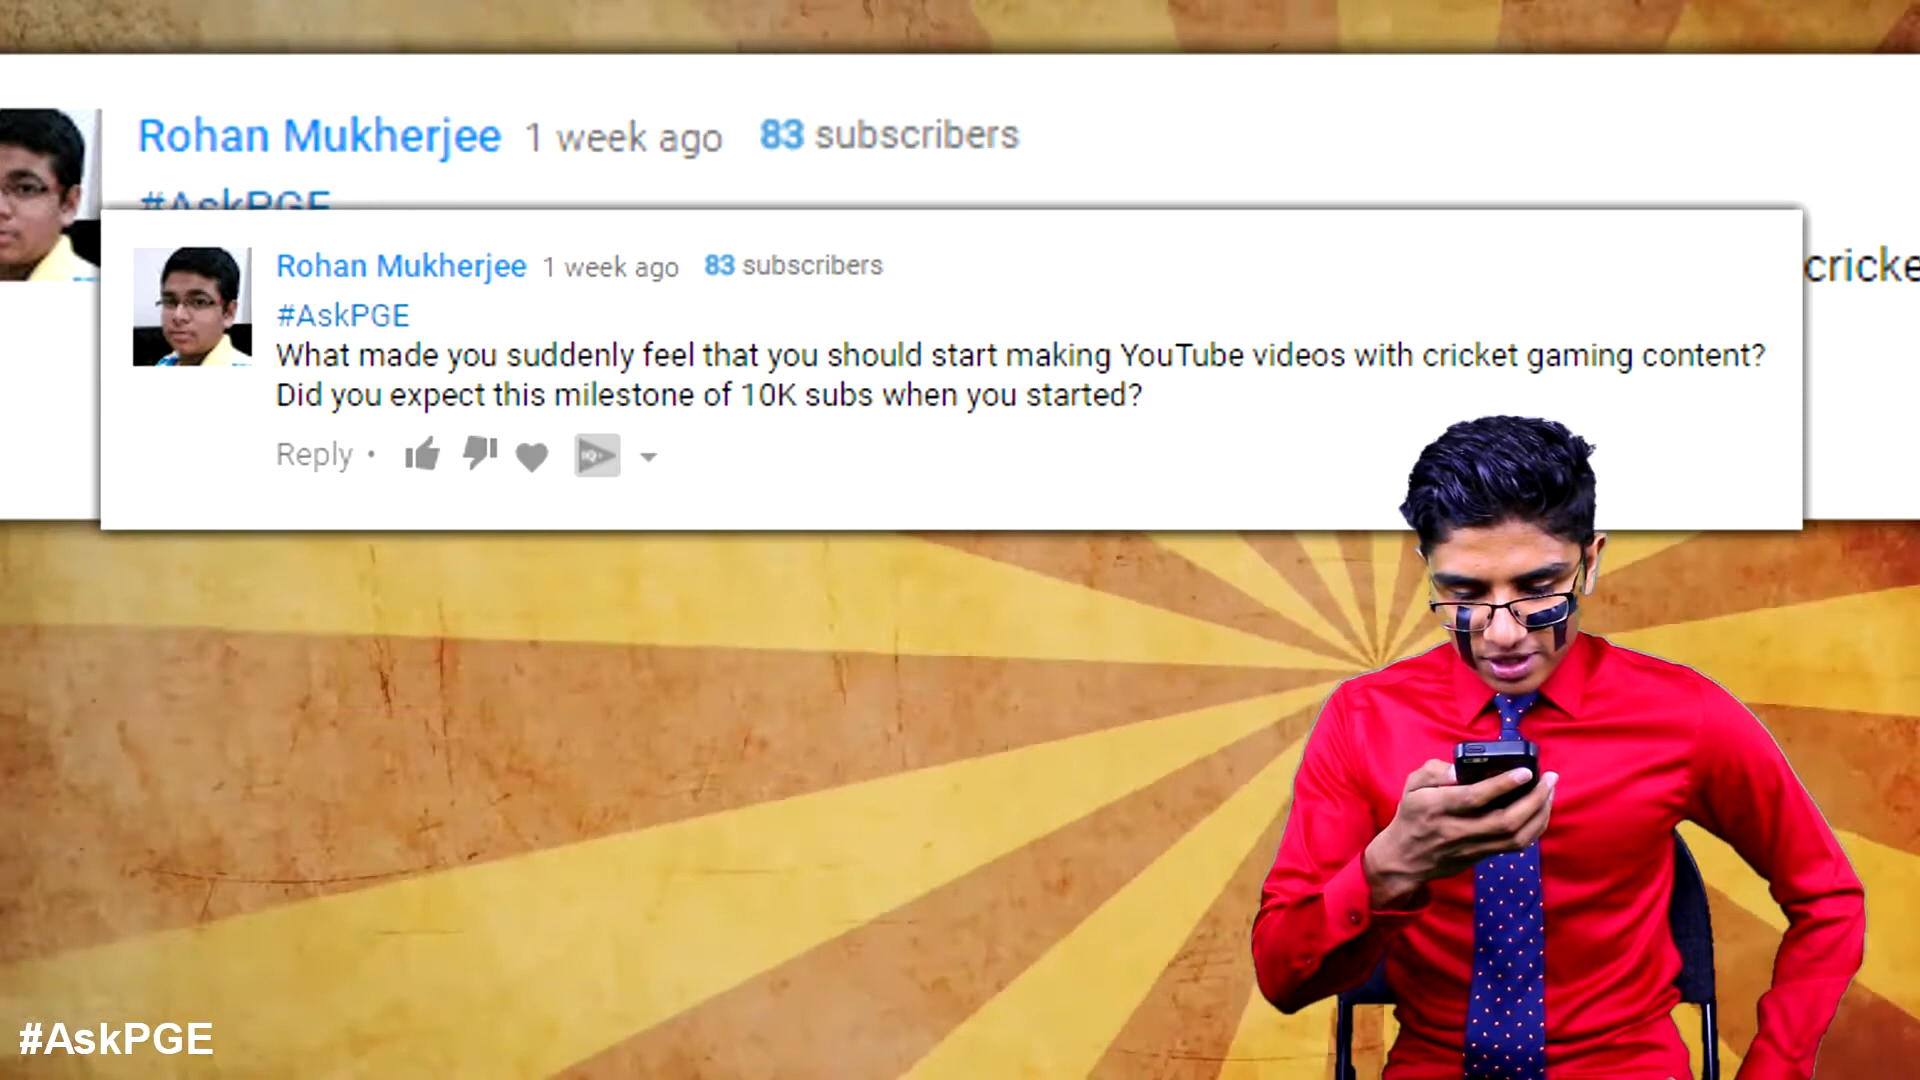 Rohan Mukherjee 1 week ago 83 subscribers
#AskPGE
cricke
Rohan Mukherjee 1 week ago 83 subscribers
#AskPGE
What made you suddenly feel that you should start making YouTube videos with cricket gaming content?
Did you expect this milestone of 10K subs when you started?
Reply •
#AskPGE